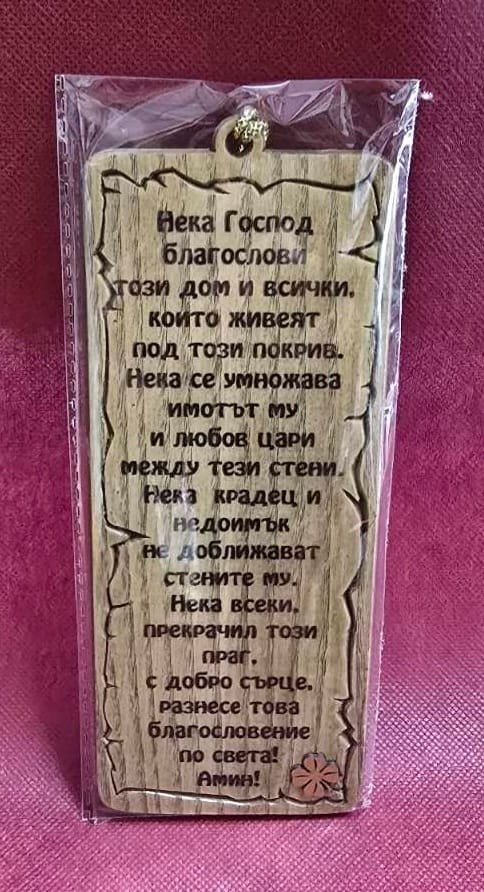 Нека Господ
благослови
този дом и всички,
които живеят
под този покрив.
Нека се умножава
имотът му
и любов цари
между тези стени.
Нека крадец и
недоимък
не доближават
стените му.
Нека всеки,
прекрачил този
праг,
с добро сърце,
разнесе това
благословение
по света!
Амин!